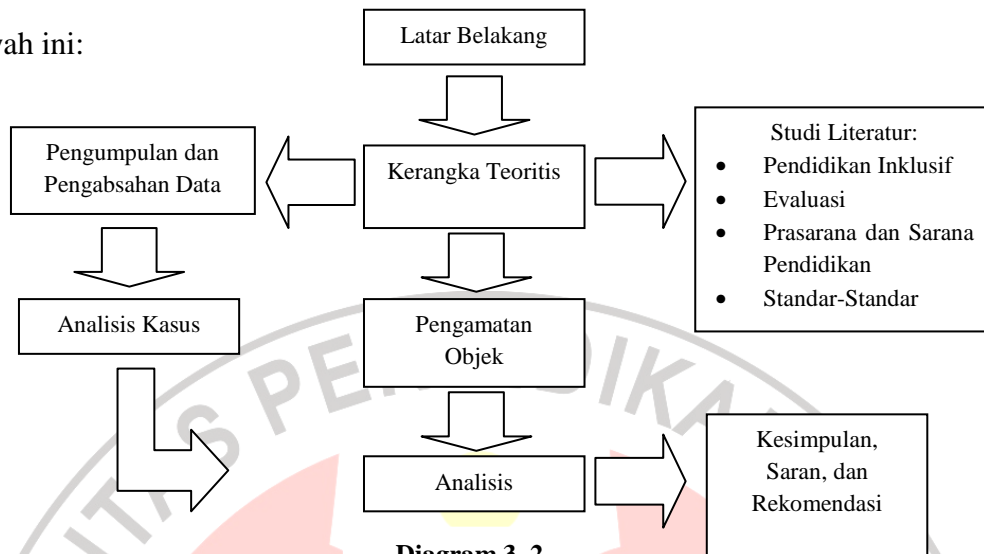 yah ini:
Latar Belakang
Pengumpulan dan
Pengabsahan Data
Kerangka Teoritis
Studi Literatur:
• Pendidikan Inklusif
• Evaluasi
• Prasarana dan Sarana
Pendidikan
• Standar-Standar
Analisis Kasus
Pengamatan
Objek
Analisis
Kesimpulan,
Saran, dan
Rekomendasi
Diagram 3. 2